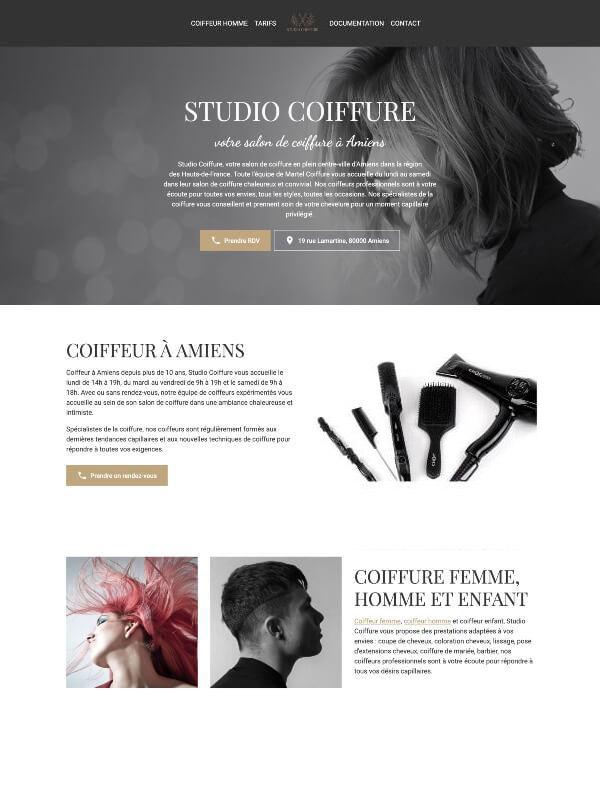 COIFFEUR HOMME TARIFS DOCUMENTATION CONTACT
STUDIO COIFFURE
votre salon de coiffure à Amiens
Studio Coiffure, votre salon de coiffure en plein centre-ville d'Amiens dans la région
des Hauts-de-France. Toute l'équipe de Martel Coiffure vous accueille du lundi au samedi
dans leur salon de coiffure chaleureux et convivial. Nos coiffeurs professionnels sont à votre
écoute pour toutes vos envies, tous les styles, toutes les occasions. Nos spécialistes de la
coiffure vous conseillent et prennent soin de votre chevelure pour un moment capillaire
privilégié.
Prendre RDV
19 rue Lamartine, 80000 Amiens
COIFFEUR À AMIENS
Coiffeur à Amiens depuis plus de 10 ans, Studio Coiffure vous accueille le
lundi de 14h à 19h, du mardi au vendredi de 9h à 19h et le samedi de 9h à
18h. Avec ou sans rendez-vous, notre équipe de coiffeurs expérimentés vous
accueille au sein de son salon de coiffure dans une ambiance chaleureuse et
intimiste.
Spécialistes de la coiffure, nos coiffeurs sont régulièrement formés aux
dernières tendances capillaires et aux nouvelles techniques de coiffure pour
répondre à toutes vos exigences.
Prendre un rendez-vous
COIFFURE FEMME,
HOMME ET ENFANT
Coiffeur femme, coiffeur homme et coiffeur enfant, Studio
Coiffure vous propose des prestations adaptées à vos
envies : coupe de cheveux, coloration cheveux, lissage, pose
d'extensions cheveux, coiffure de mariée, barbier, nos
coiffeurs professionnels sont à votre écoute pour répondre à
tous vos désirs capillaires.